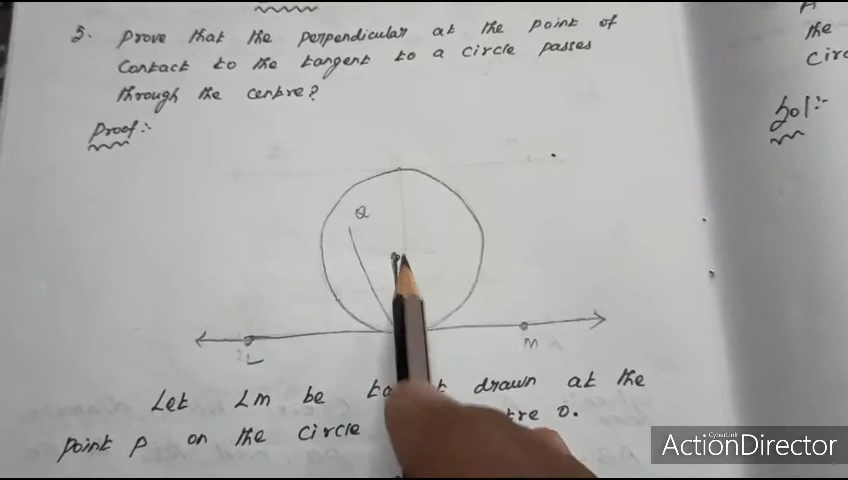 5. Prove that the perpendicular at the point of
contact to the tangent to a circle passes
through the centre?
Proof:-
Q
L
M
Let LM be drawn at the
point P on the circle O.
the
Circ
Sol:-
CyberLink
ActionDirector